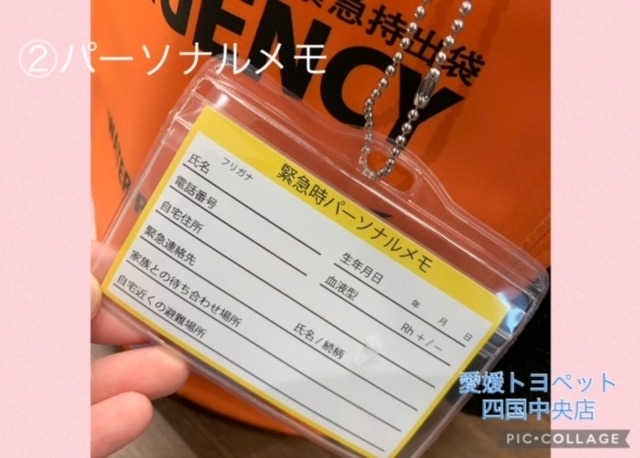 緊急持出袋
②パーソナルメモ
緊急時パーソナルメモ
フリガナ
氏名
生年月日 年 月 日
電話番号
血液型 Rh + / −
自宅住所
緊急連絡先
氏名 / 続柄
家族との待ち合わせ場所
自宅近くの避難場所
愛媛トヨペット
四国中央店
PIC•COLLAGE